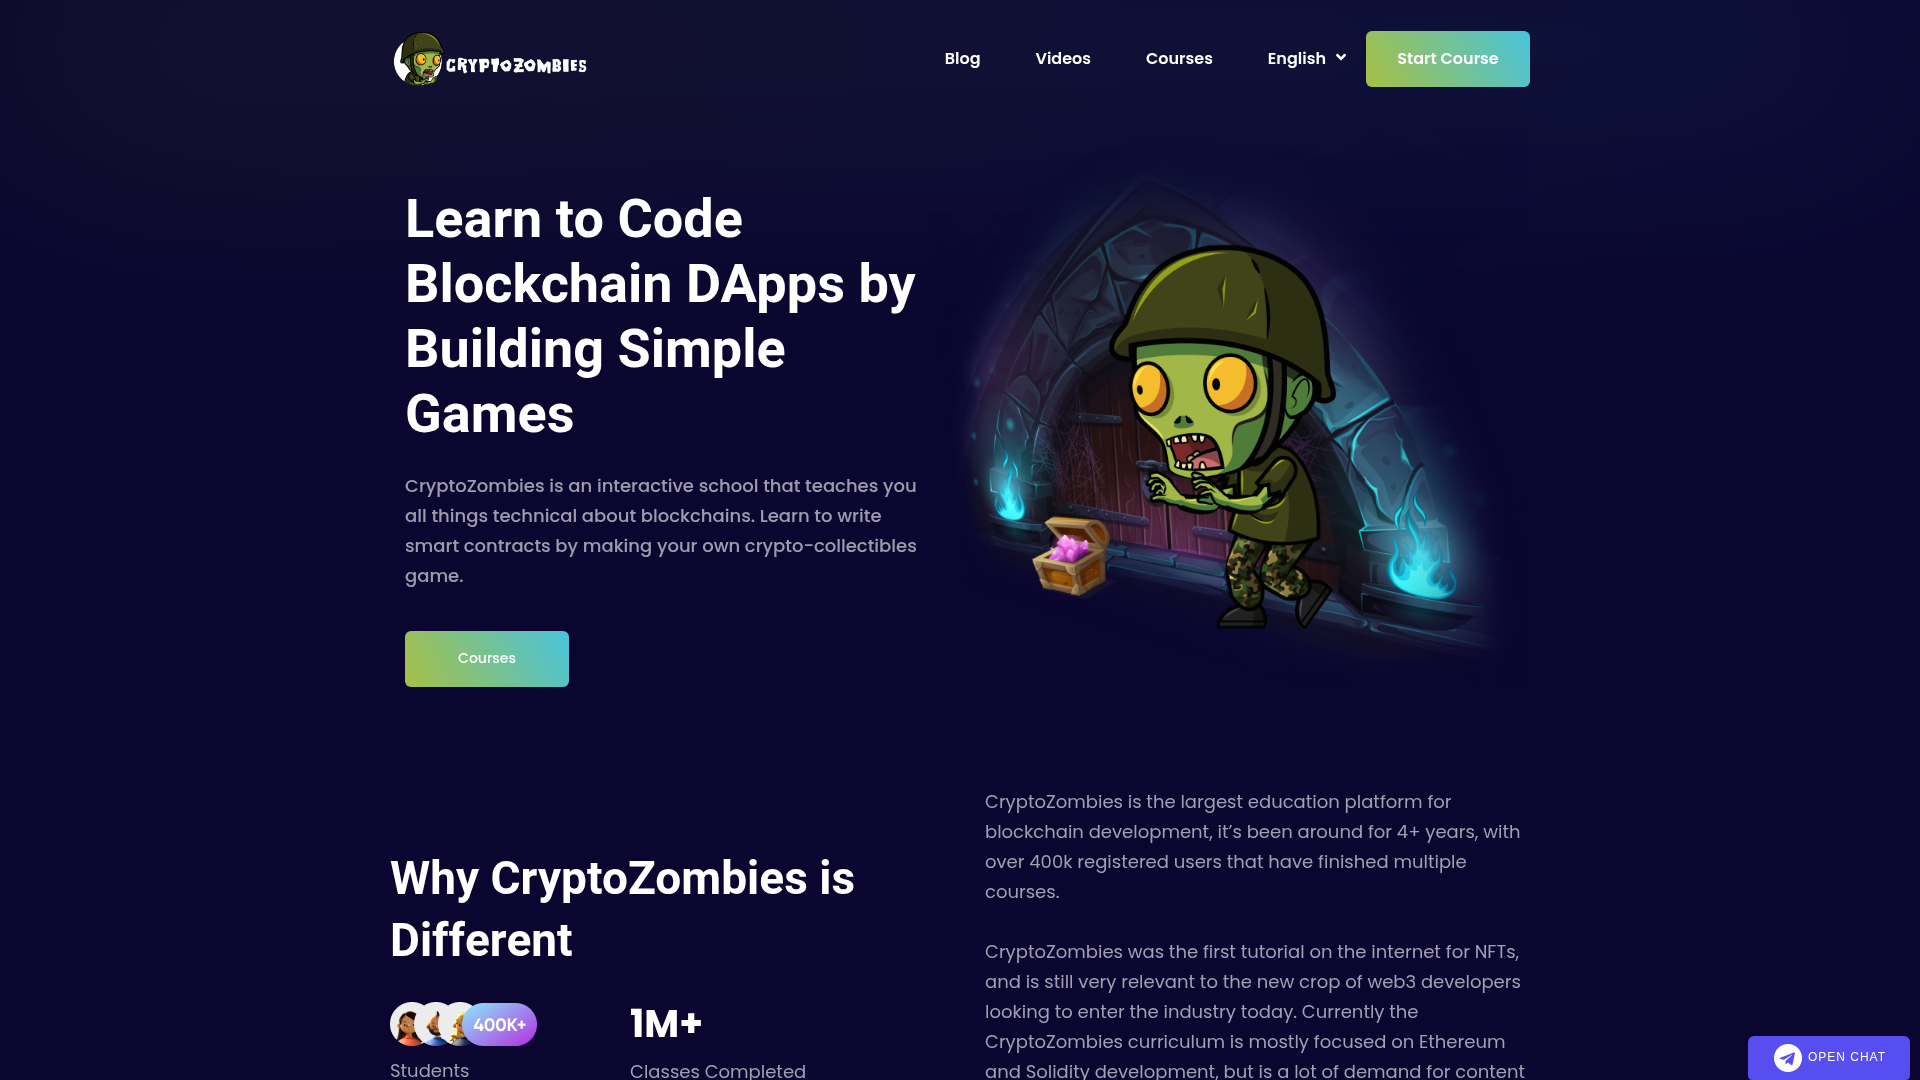 CRYPTOZOMBIES
Blog
Videos
Courses
English
Start Course
Learn to Code
Blockchain DApps by
Building Simple
Games
CryptoZombies is an interactive school that teaches you
all things technical about blockchains. Learn to write
smart contracts by making your own crypto-collectibles
game.
Courses
Why CryptoZombies is
Different
400K+
Students
1M+
Classes Completed
CryptoZombies is the largest education platform for
blockchain development, it’s been around for 4+ years, with
over 400k registered users that have finished multiple
courses.
CryptoZombies was the first tutorial on the internet for NFTs,
and is still very relevant to the new crop of web3 developers
looking to enter the industry today. Currently the
CryptoZombies curriculum is mostly focused on Ethereum
and Solidity development, but is a lot of demand for content
OPEN CHAT